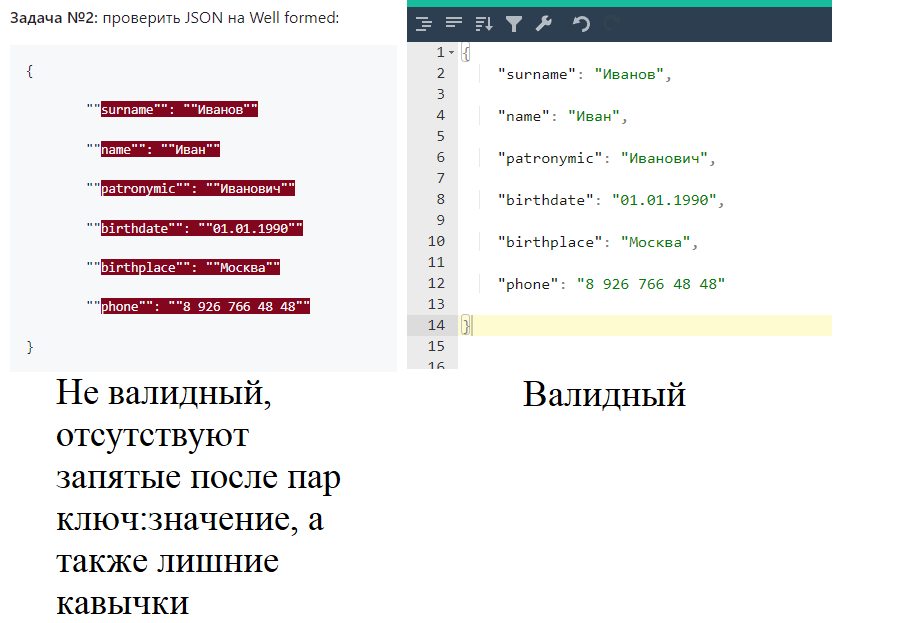 Задача №2: проверить JSON на Well formed:
{
""surname"": ""Иванов""
""name"": ""Иван""
""patronymic"": ""Иванович""
""birthdate"": ""01.01.1990""
""birthplace"": ""Москва""
""phone"": ""8 926 766 48 48""
}
Не валидный,
отсутствуют
запятые после пар
ключ:значение, а
также лишние
кавычки
1 {
2 "surname": "Иванов",
3
4 "name": "Иван",
5
6 "patronymic": "Иванович",
7
8 "birthdate": "01.01.1990",
9
10 "birthplace": "Москва",
11
12 "phone": "8 926 766 48 48"
13
14 }
15
16
Валидный